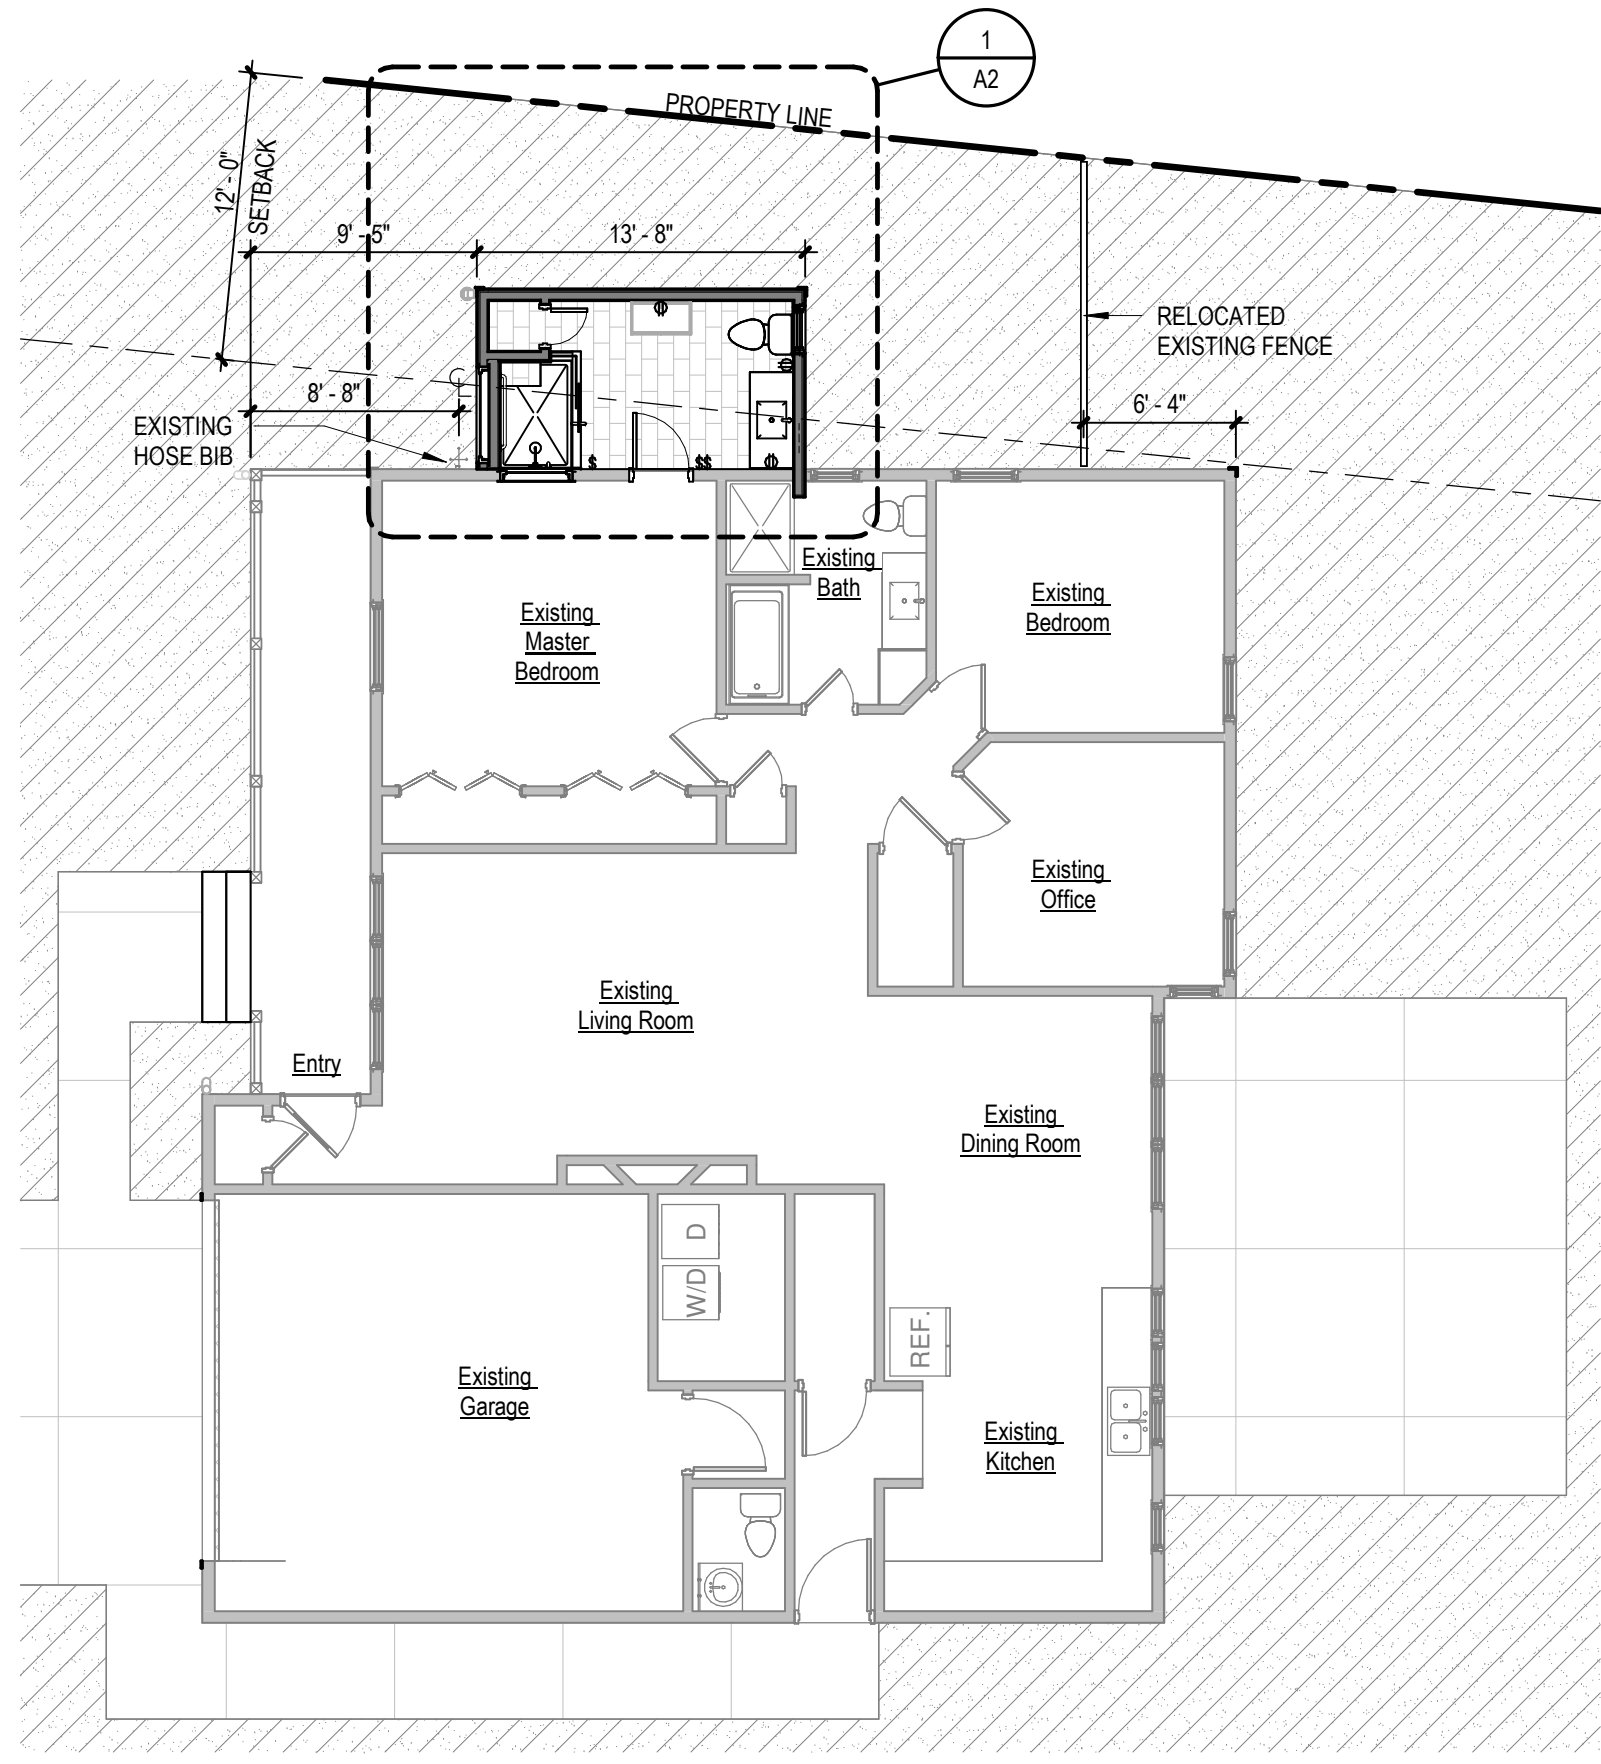 1
A2
PROPERTY LINE
12' - 0"
SETBACK
9' - 5"
13' - 8"
RELOCATED
EXISTING FENCE
8' - 8"
6' - 4"
EXISTING
HOSE BIB
$
$$
Existing
Bath
Existing
Master
Bedroom
Existing
Bedroom
Existing
Office
Existing
Living Room
Entry
Existing
Dining Room
D
W/D
REF.
Existing
Garage
Existing
Kitchen